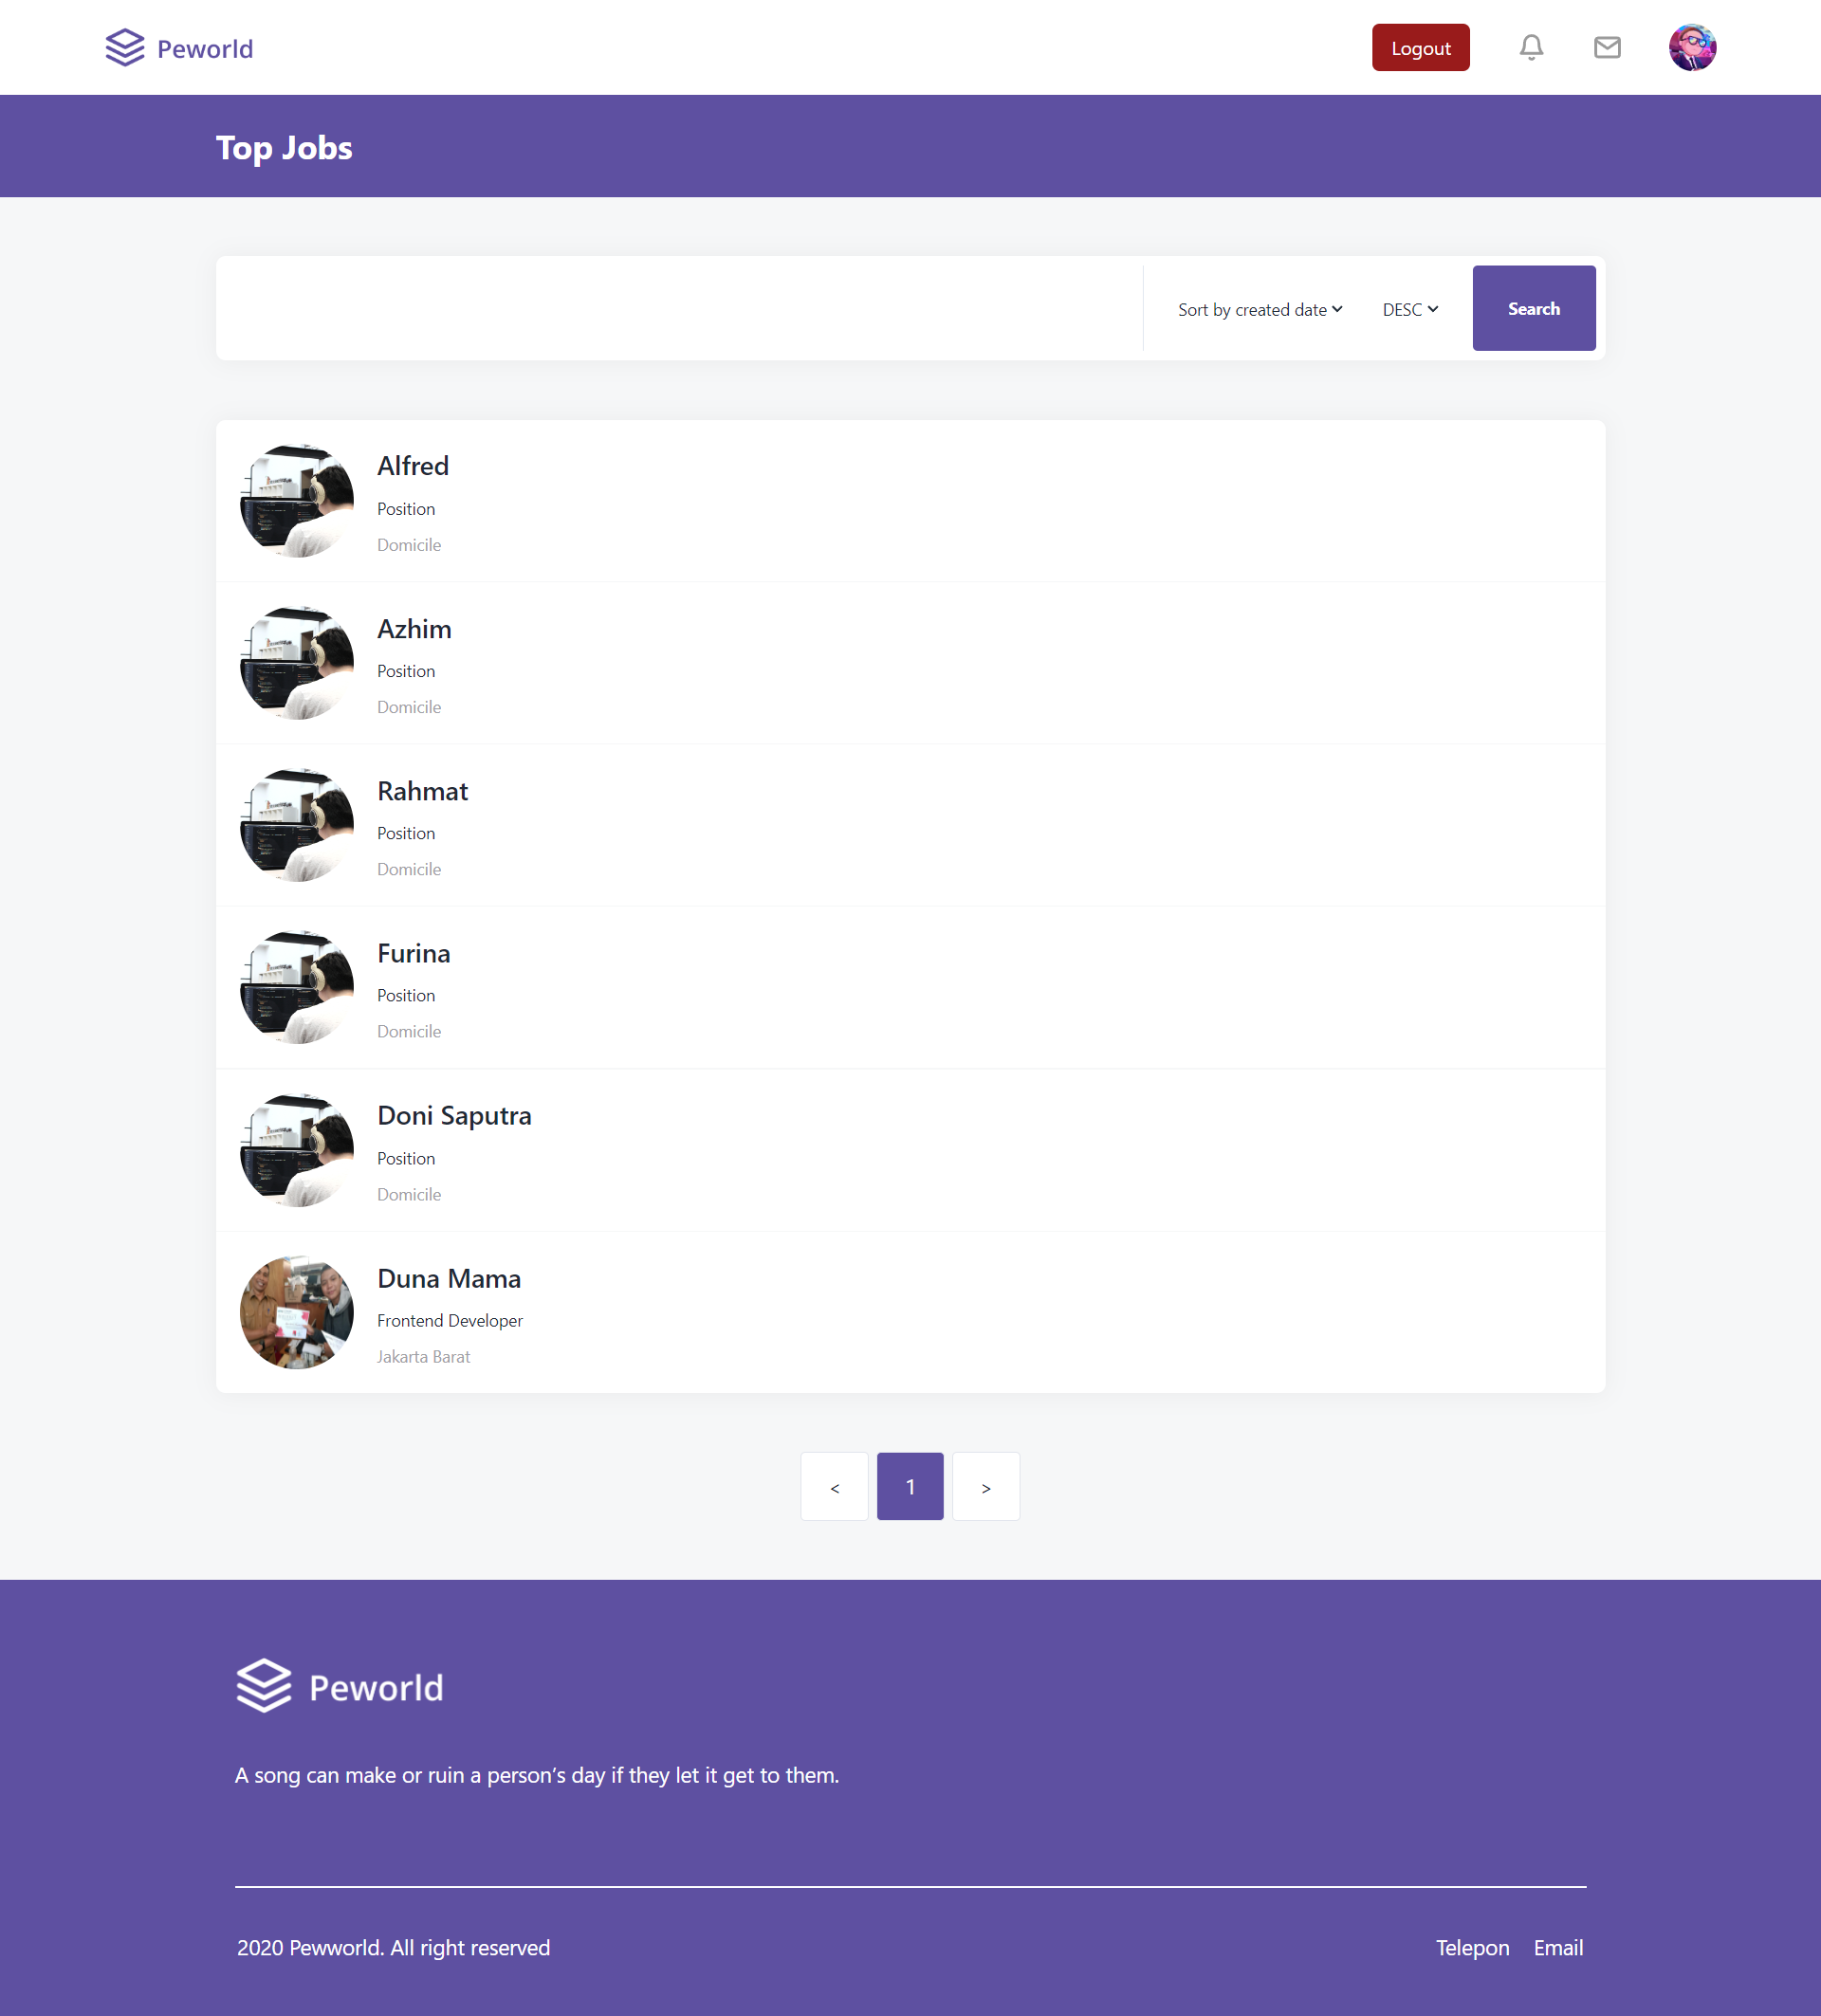 Peworld
Logout
Top Jobs
Sort by created date
DESC
Search
Alfred
Position
Domicile
Azhim
Position
Domicile
Rahmat
Position
Domicile
Furina
Position
Domicile
Doni Saputra
Position
Domicile
Duna Mama
Frontend Developer
Jakarta Barat
< 1 >
Peworld
A song can make or ruin a person’s day if they let it get to them.
2020 Pewworld. All right reserved
Telepon Email